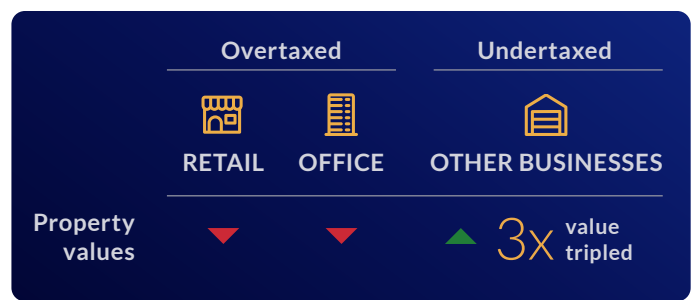 Overtaxed Undertaxed
RETAIL OFFICE OTHER BUSINESSES
Property
values
3x
value
tripled